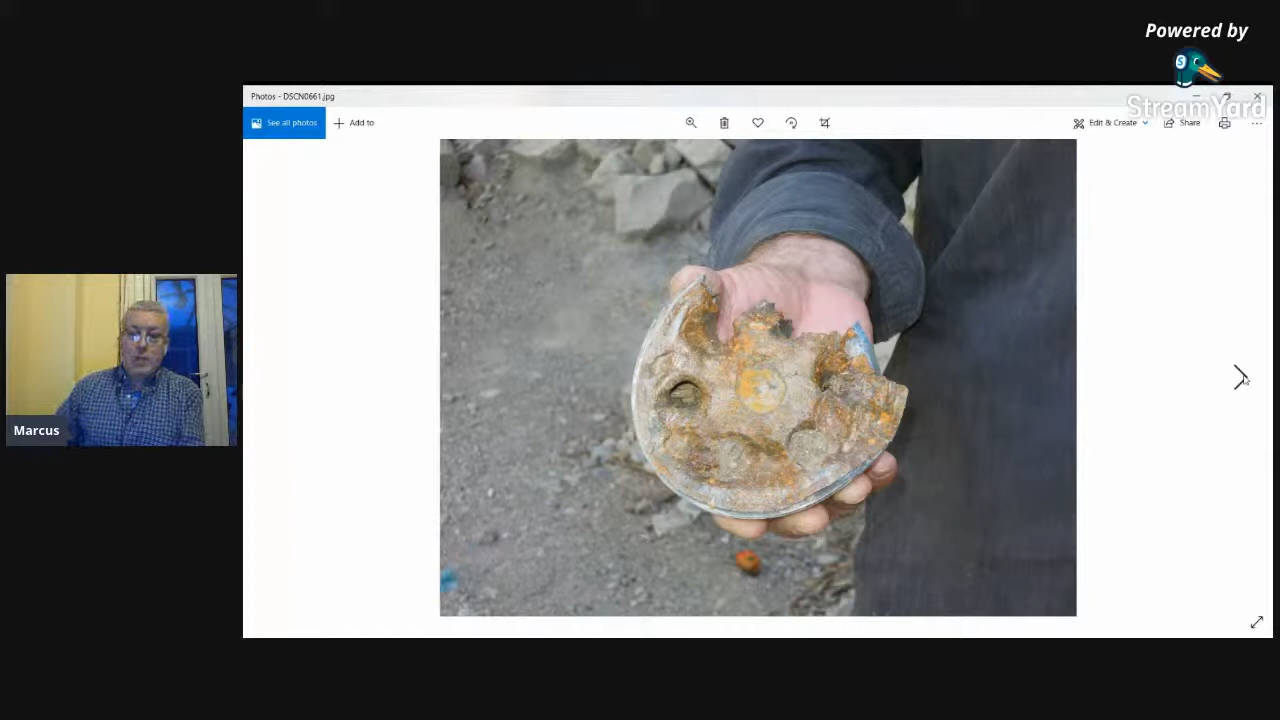 Powered by
StreamYard
Photos - DSCN0661.jpg
See all photos
Add to
Edit & Create
Share
Marcus